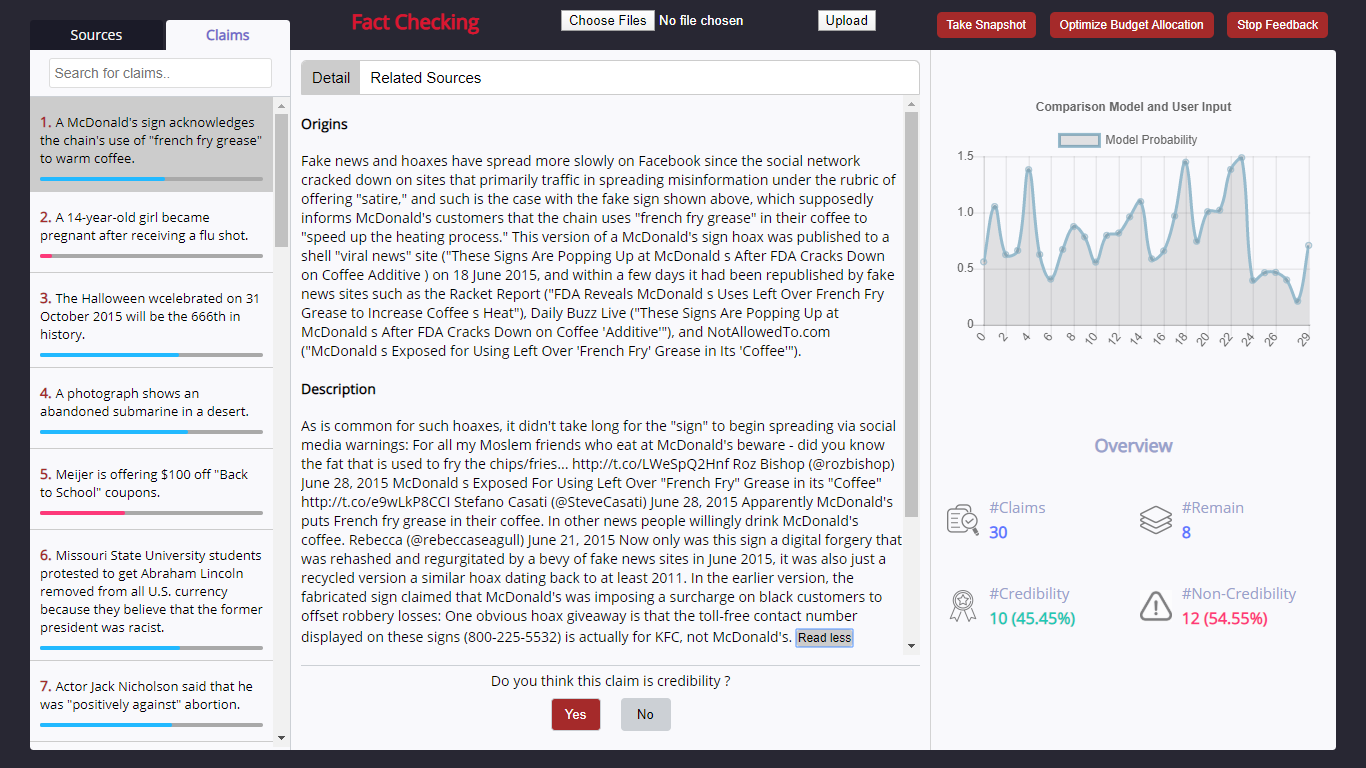 Sources
Claims
Fact Checking
Choose Files No file chosen
Upload
Take Snapshot
Optimize Budget Allocation
Stop Feedback
Search for claims..
1. A McDonald's sign acknowledges
the chain's use of "french fry grease"
to warm coffee.
2. A 14-year-old girl became
pregnant after receiving a flu shot.
3. The Halloween wcelebrated on 31
October 2015 will be the 666th in
history.
4. A photograph shows an
abandoned submarine in a desert.
5. Meijer is offering $100 off "Back
to School" coupons.
6. Missouri State University students
protested to get Abraham Lincoln
removed from all U.S. currency
because they believe that the former
president was racist.
7. Actor Jack Nicholson said that he
was "positively against" abortion.
Detail
Related Sources
Origins
Fake news and hoaxes have spread more slowly on Facebook since the social network
cracked down on sites that primarily traffic in spreading misinformation under the rubric of
offering "satire," and such is the case with the fake sign shown above, which supposedly
informs McDonald's customers that the chain uses "french fry grease" in their coffee to
"speed up the heating process." This version of a McDonald's sign hoax was published to a
shell "viral news" site ("These Signs Are Popping Up at McDonald s After FDA Cracks Down
on Coffee Additive ) on 18 June 2015, and within a few days it had been republished by fake
news sites such as the Racket Report ("FDA Reveals McDonald s Uses Left Over French Fry
Grease to Increase Coffee s Heat"), Daily Buzz Live ("These Signs Are Popping Up at
McDonald s After FDA Cracks Down on Coffee 'Additive'"), and NotAllowedTo.com
("McDonald s Exposed for Using Left Over 'French Fry' Grease in Its 'Coffee'").
Description
As is common for such hoaxes, it didn't take long for the "sign" to begin spreading via social
media warnings: For all my Moslem friends who eat at McDonald's beware - did you know
the fat that is used to fry the chips/fries... http://t.co/LWeSpQ2Hnf Roz Bishop (@rozbishop)
June 28, 2015 McDonald s Exposed For Using Left Over "French Fry" Grease in its "Coffee"
http://t.co/e9wLkP8CCI Stefano Casati (@SteveCasati) June 28, 2015 Apparently McDonald's
puts French fry grease in their coffee. In other news people willingly drink McDonald's
coffee. Rebecca (@rebeccaseagull) June 21, 2015 Now only was this sign a digital forgery that
was rehashed and regurgitated by a bevy of fake news sites in June 2015, it was also just a
recycled version a similar hoax dating back to at least 2011. In the earlier version, the
fabricated sign claimed that McDonald's was imposing a surcharge on black customers to
offset robbery losses: One obvious hoax giveaway is that the toll-free contact number
displayed on these signs (800-225-5532) is actually for KFC, not McDonald's. Read less
Do you think this claim is credibility ?
Yes
No
Comparison Model and User Input
Model Probability
1.5
1.0
0.5
0
0 2 4 6 8 10 12 14 16 18 20 22 24 26 29
Overview
#Claims
30
#Remain
8
#Credibility
10 (45.45%)
#Non-Credibility
12 (54.55%)